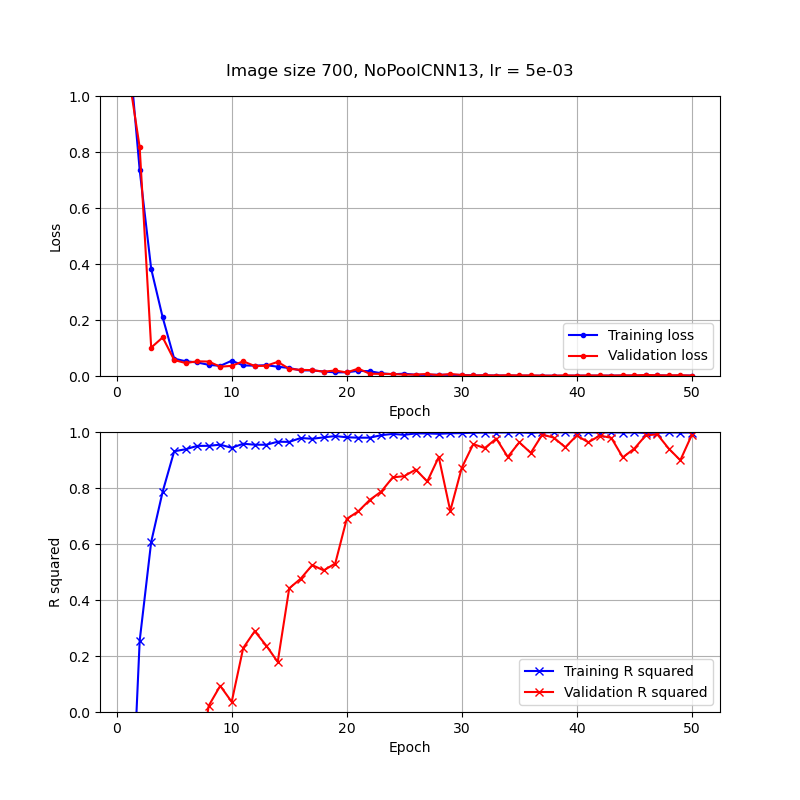 Image size 700, NoPoolCNN13, lr = 5e-03
1.0
0.8
0.6
0.4
0.2
0.0
Loss
Training loss
Validation loss
0 10 20 30 40 50
Epoch
1.0
0.8
0.6
0.4
0.2
0.0
R squared
Training R squared
Validation R squared
0 10 20 30 40 50
Epoch